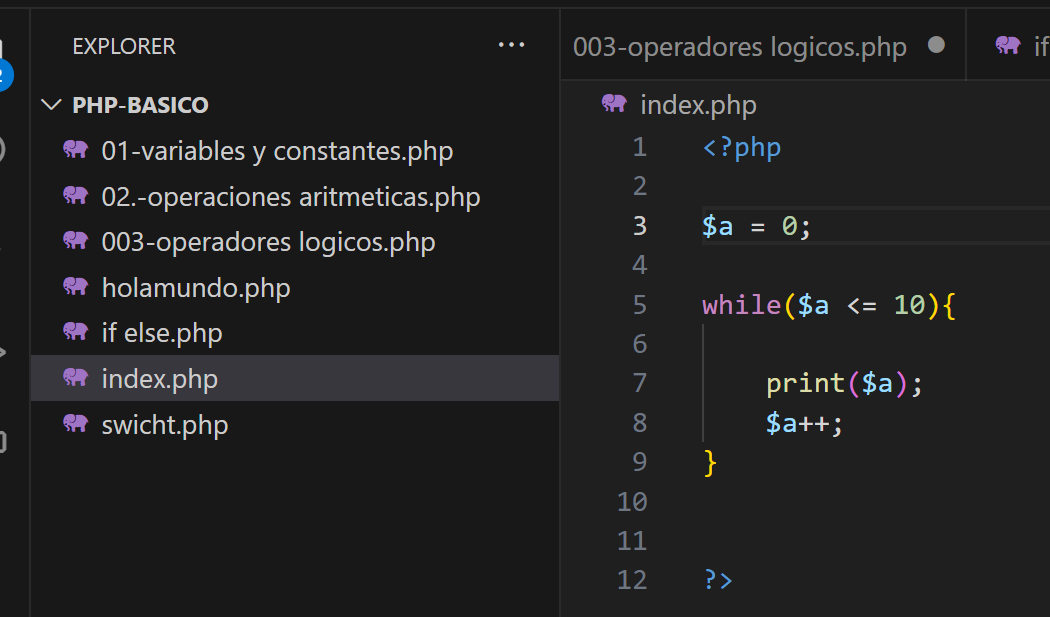 EXPLORER ...
PHP-BASICO
01-variables y constantes.php
02.-operaciones aritmeticas.php
003-operadores logicos.php
holamundo.php
if else.php
index.php
swicht.php
003-operadores logicos.php
if
index.php
1 <?php
2
3 $a = 0;
4
5 while($a <= 10){
6
7 print($a);
8 $a++;
9 }
10
11
12 ?>